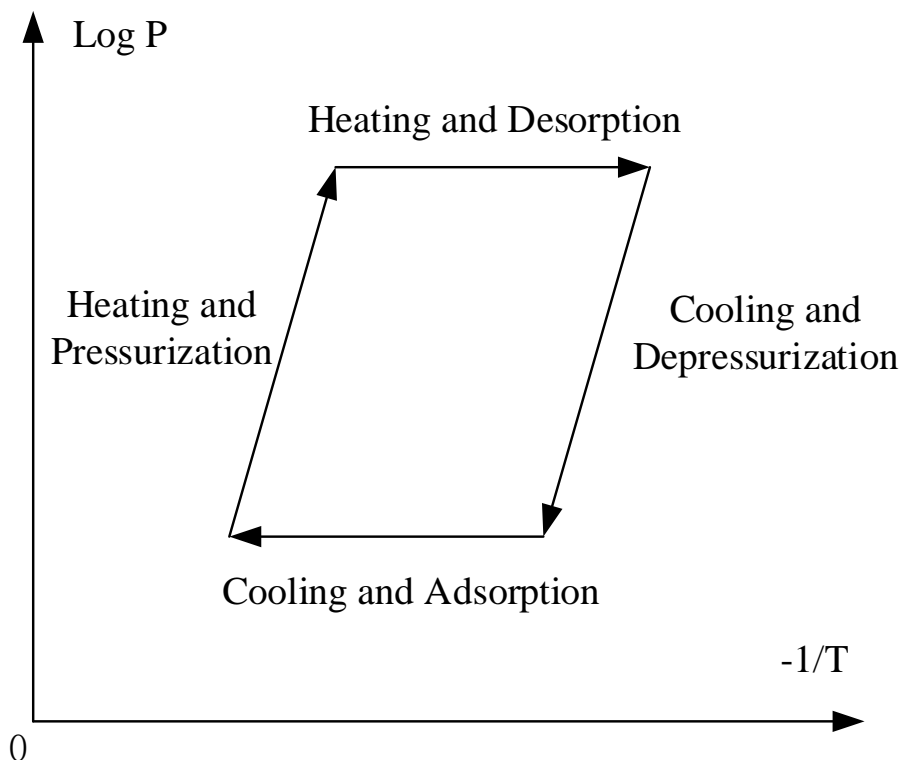 Log P
Heating and Desorption
Heating and
Pressurization
Cooling and
Depressurization
Cooling and Adsorption
-1/T
0